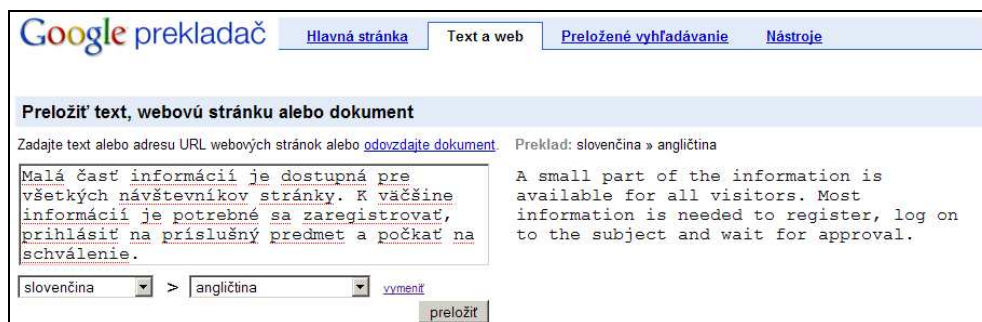 Google prekladač Hlavná stránka Text a web Preložené vyhľadávanie Nástroje
Preložiť text, webovú stránku alebo dokument
Zadajte text alebo adresu URL webových stránok alebo odovzdajte dokument.
Malá časť informácií je dostupná pre
všetkých návštevníkov stránky. K väčšine
informácií je potrebné sa zaregistrovať,
prihlásiť na príslušný predmet a počkať na
schválenie.
slovenčina > angličtina vymeniť
preložiť
Preklad: slovenčina » angličtina
A small part of the information is
available for all visitors. Most
information is needed to register, log on
to the subject and wait for approval.